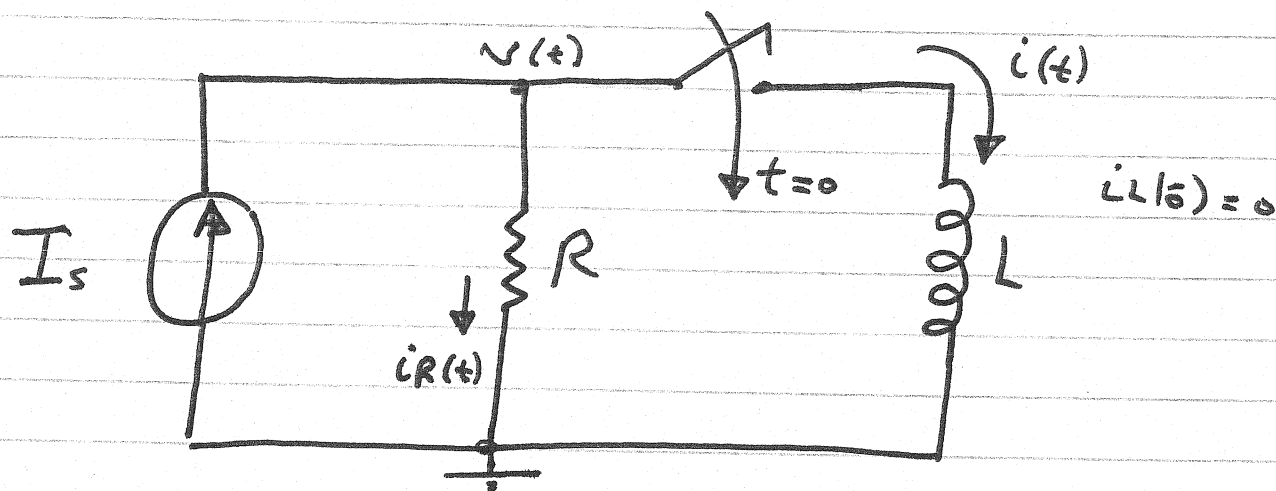 v(t)
i(t)
t=0
iL(0̄)=0
Is
R
L
iR(t)